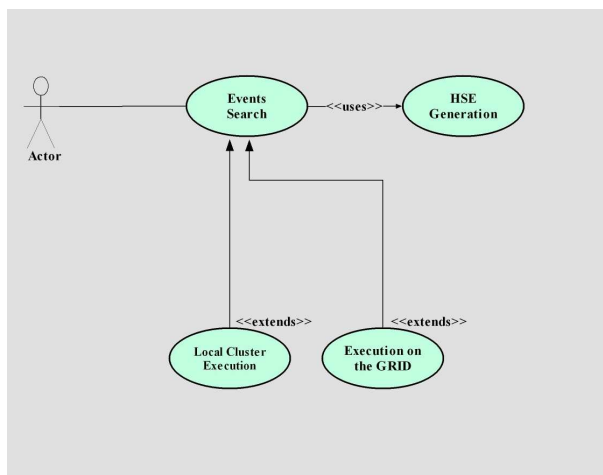 Events
Search
<<uses>>
HSE
Generation
Actor
<<extends>>
<<extends>>
Local Cluster
Execution
Execution on
the GRID